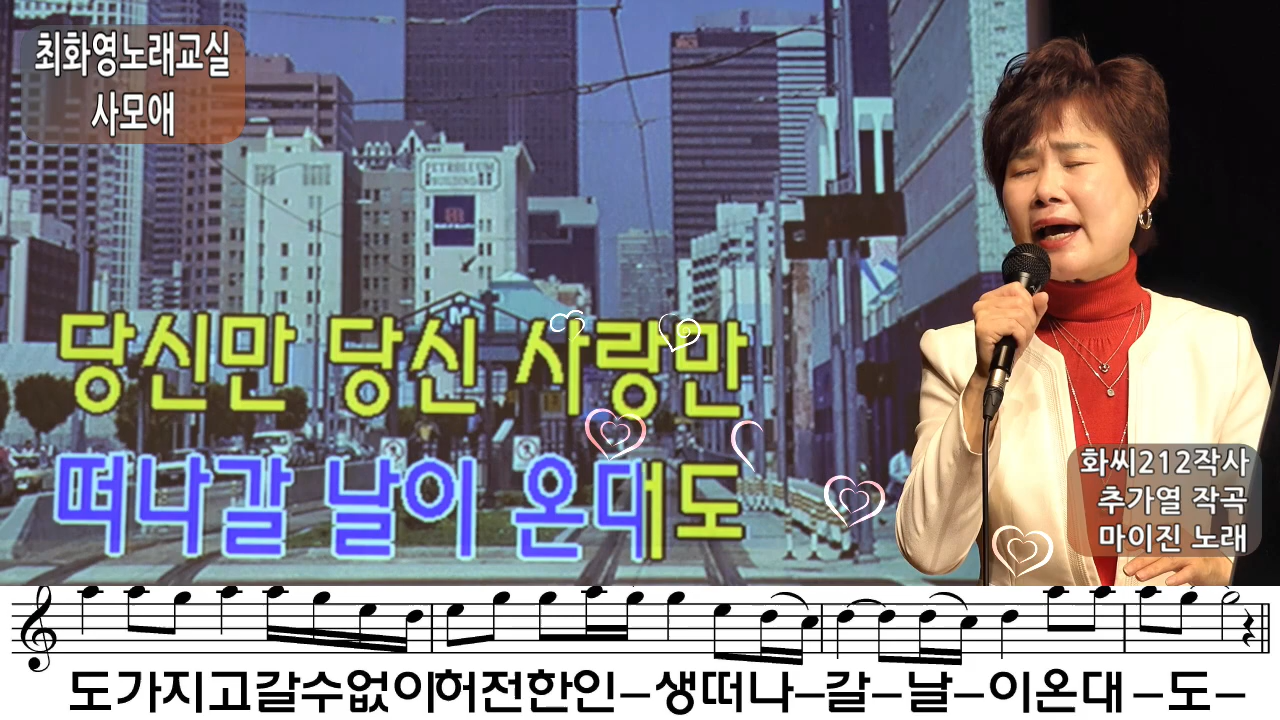 최화영노래교실
사모애
PETROLEUM
BUILDING
당신만 당신 사랑만
떠나갈 날이 온대도
화씨212작사
추가열 작곡
마이진 노래
도가지고갈수없이허전한인–생떠나–갈–날–이온대–도–